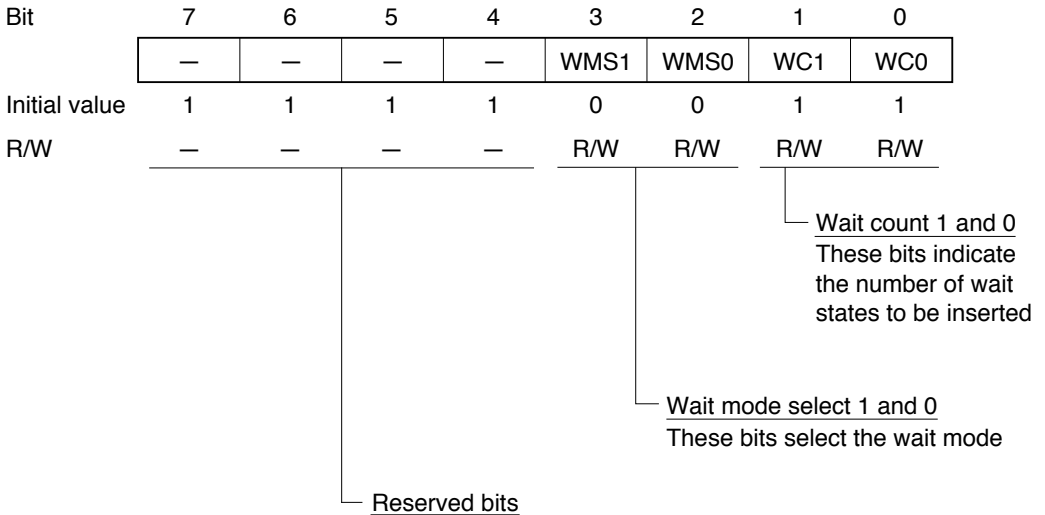 Bit 7 6 5 4 3 2 1 0
— — — — WMS1 WMS0 WC1 WC0
Initial value 1 1 1 1 0 0 1 1
R/W — — — — R/W R/W R/W R/W
Wait count 1 and 0
These bits indicate
the number of wait
states to be inserted
Wait mode select 1 and 0
These bits select the wait mode
Reserved bits